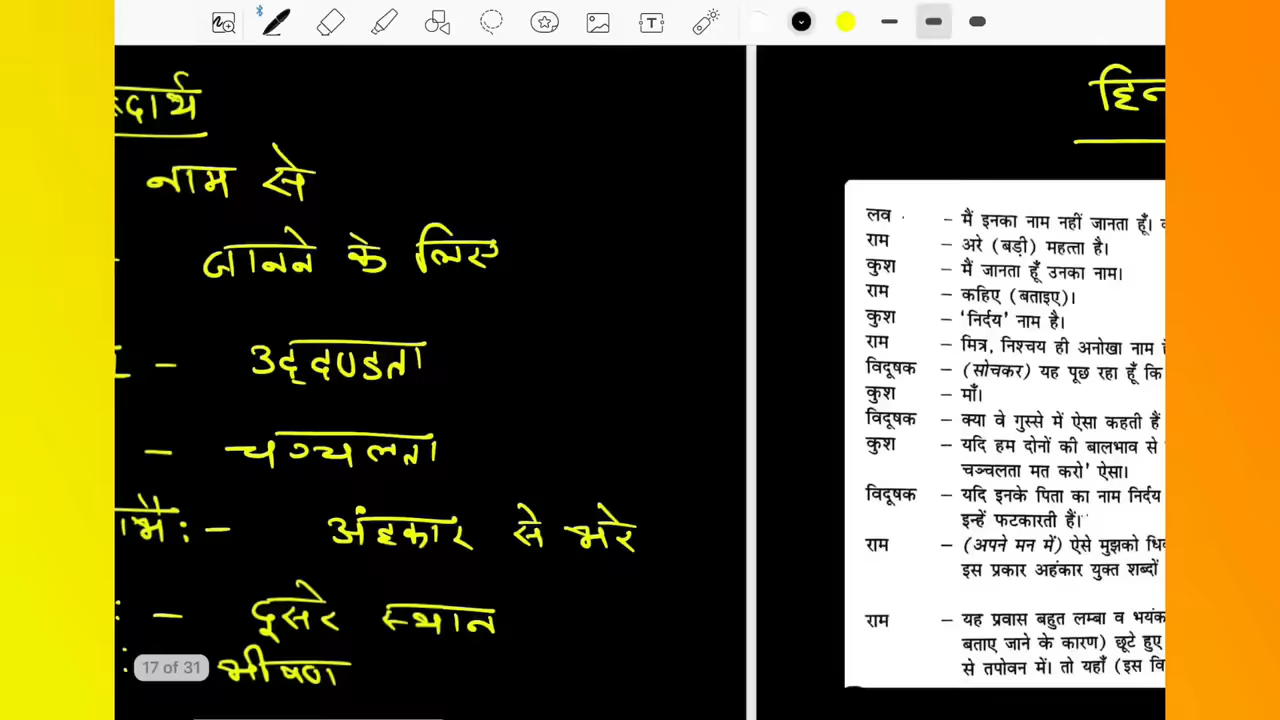 नाम से
जानने के लिए
- उद्दण्डता
- चञ्चलता
- अंहकार से भरे
- दूसरे स्थान
भीषण
17 of 31
लव - मैं इनका नाम नहीं जानता हूँ।
राम - अरे (बड़ी) महत्ता है।
कुश - मैं जानता हूँ उनका नाम।
राम - कहिए (बताइए)।
कुश - 'निर्दय' नाम है।
राम - मित्र, निश्चय ही अनोखा नाम
विदूषक - (सोचकर) यह पूछ रहा हूँ कि
कुश - माँ।
विदूषक - क्या वे गुस्से में ऐसा कहती हैं
कुश - यदि हम दोनों की बालभाव से
चञ्चलता मत करो' ऐसा।
विदूषक - यदि इनके पिता का नाम निर्दय
इन्हें फटकारती हैं।
राम - (अपने मन में) ऐसे मुझको
इस प्रकार अहंकार युक्त शब्दों
राम - यह प्रवास बहुत लम्बा व
बताए जाने के कारण) छूटे हुए
से तपोवन में। तो यहाँ (इस